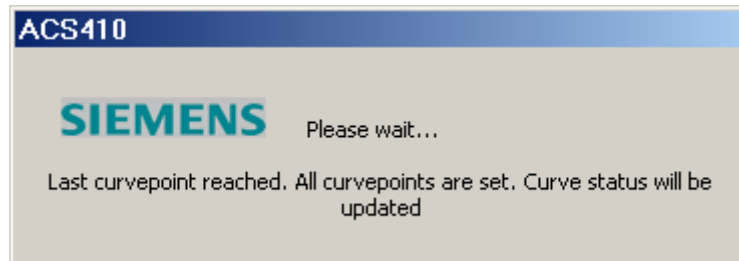 ACS410
SIEMENS Please wait...
Last curvepoint reached. All curvepoints are set. Curve status will be
updated